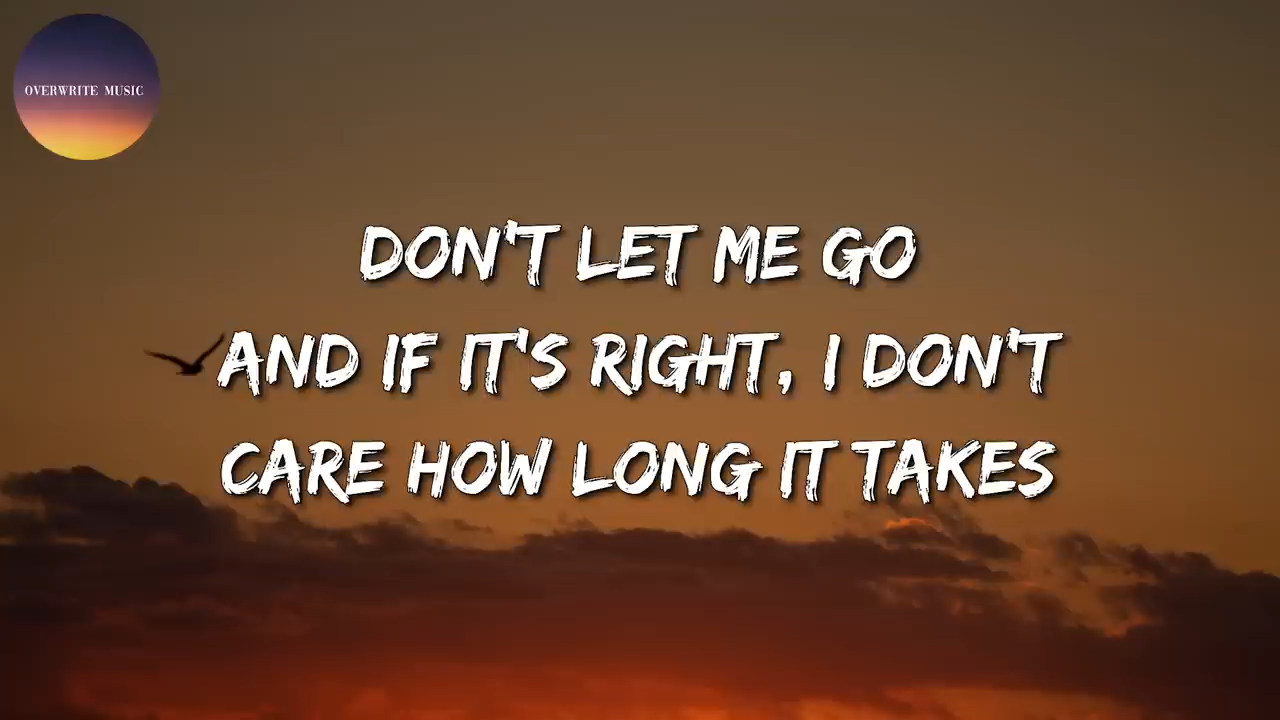 OVERWRITE MUSIC
DON'T LET ME GO
AND IF IT'S RIGHT, I DON'T
CARE HOW LONG IT TAKES